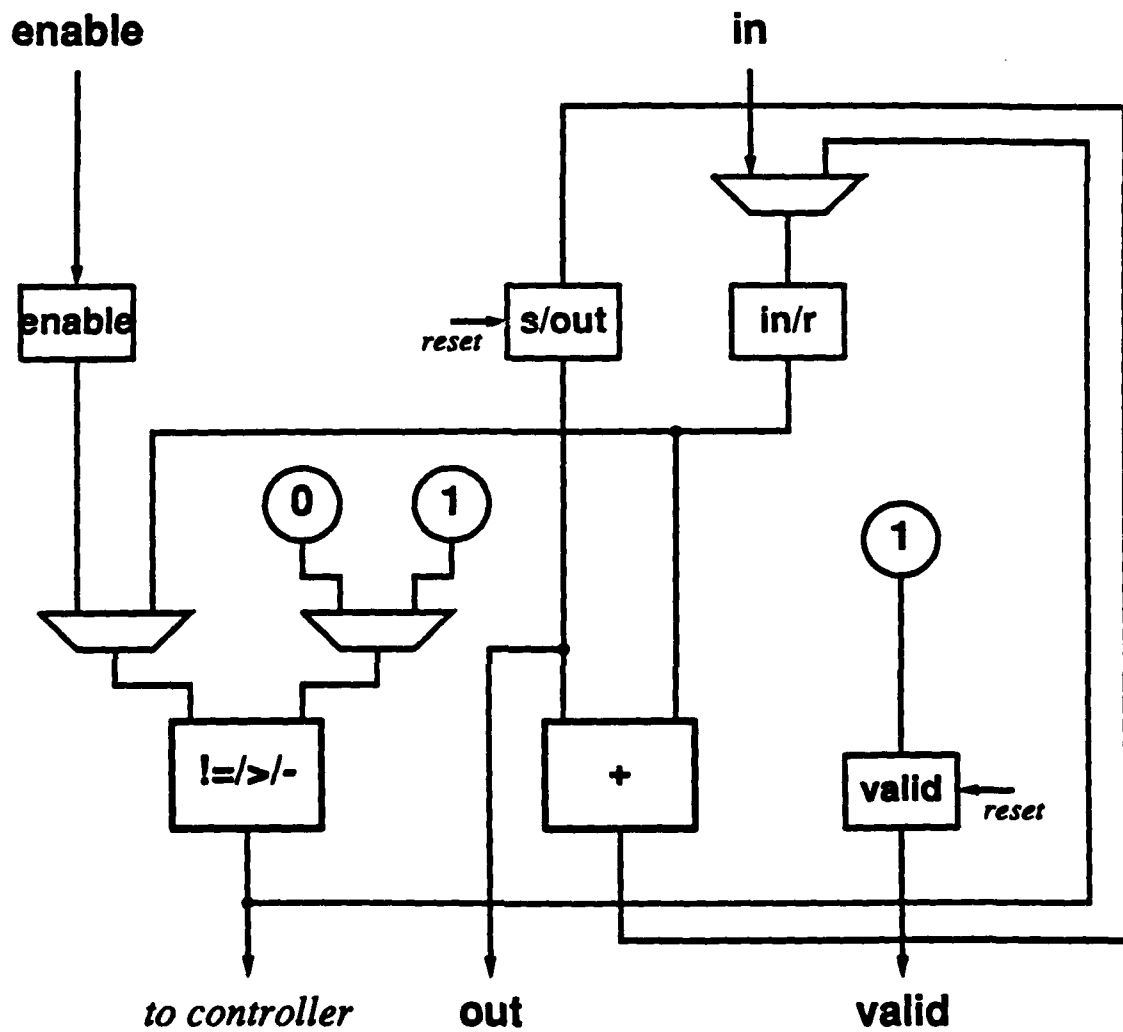 enable
in
enable
reset
s/out
in/r
0
1
1
!=/>/-
+
valid
reset
to controller
out
valid